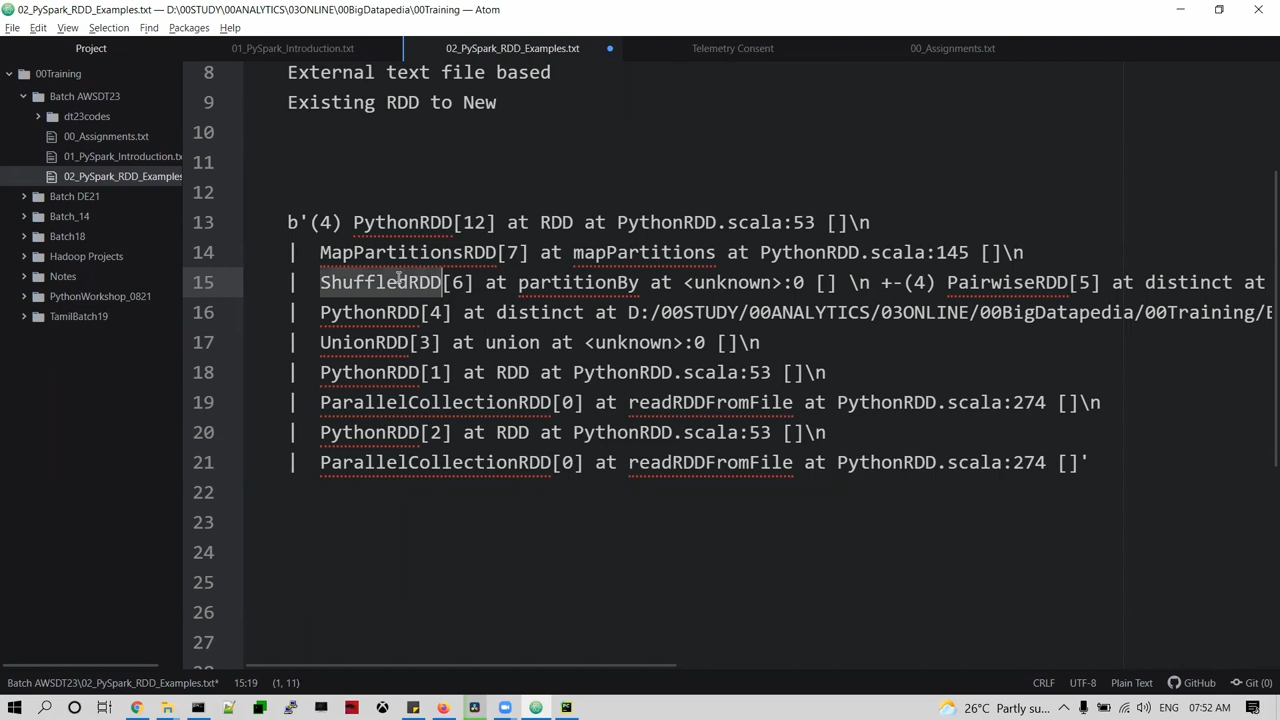 02_PySpark_RDD_Examples.txt — D:\00STUDY\00ANALYTICS\03ONLINE\00BigDatapedia\00Training — Atom
File Edit View Selection Find Packages Help
Project 01_PySpark_Introduction.txt 02_PySpark_RDD_Examples.txt Telemetry Consent 00_Assignments.txt
00Training
Batch AWSDT23
dt23codes
00_Assignments.txt
01_PySpark_Introduction.tx
02_PySpark_RDD_Examples
Batch DE21
Batch_14
Batch18
Hadoop Projects
Notes
PythonWorkshop_0821
TamilBatch19
8 External text file based
9 Existing RDD to New
10
11
12
13 b'(4) PythonRDD[12] at RDD at PythonRDD.scala:53 []\n
14 | MapPartitionsRDD[7] at mapPartitions at PythonRDD.scala:145 []\n
15 | ShuffledRDD[6] at partitionBy at <unknown>:0 [] \n +-(4) PairwiseRDD[5] at distinct at
16 | PythonRDD[4] at distinct at D:/00STUDY/00ANALYTICS/03ONLINE/00BigDatapedia/00Training/
17 | UnionRDD[3] at union at <unknown>:0 []\n
18 | PythonRDD[1] at RDD at PythonRDD.scala:53 []\n
19 | ParallelCollectionRDD[0] at readRDDFromFile at PythonRDD.scala:274 []\n
20 | PythonRDD[2] at RDD at PythonRDD.scala:53 []\n
21 | ParallelCollectionRDD[0] at readRDDFromFile at PythonRDD.scala:274 []'
22
23
24
25
26
27
Batch AWSDT23\02_PySpark_RDD_Examples.txt* 15:19 (1, 11) CRLF UTF-8 Plain Text GitHub Git (0)
26°C Partly su... 07:52 AM